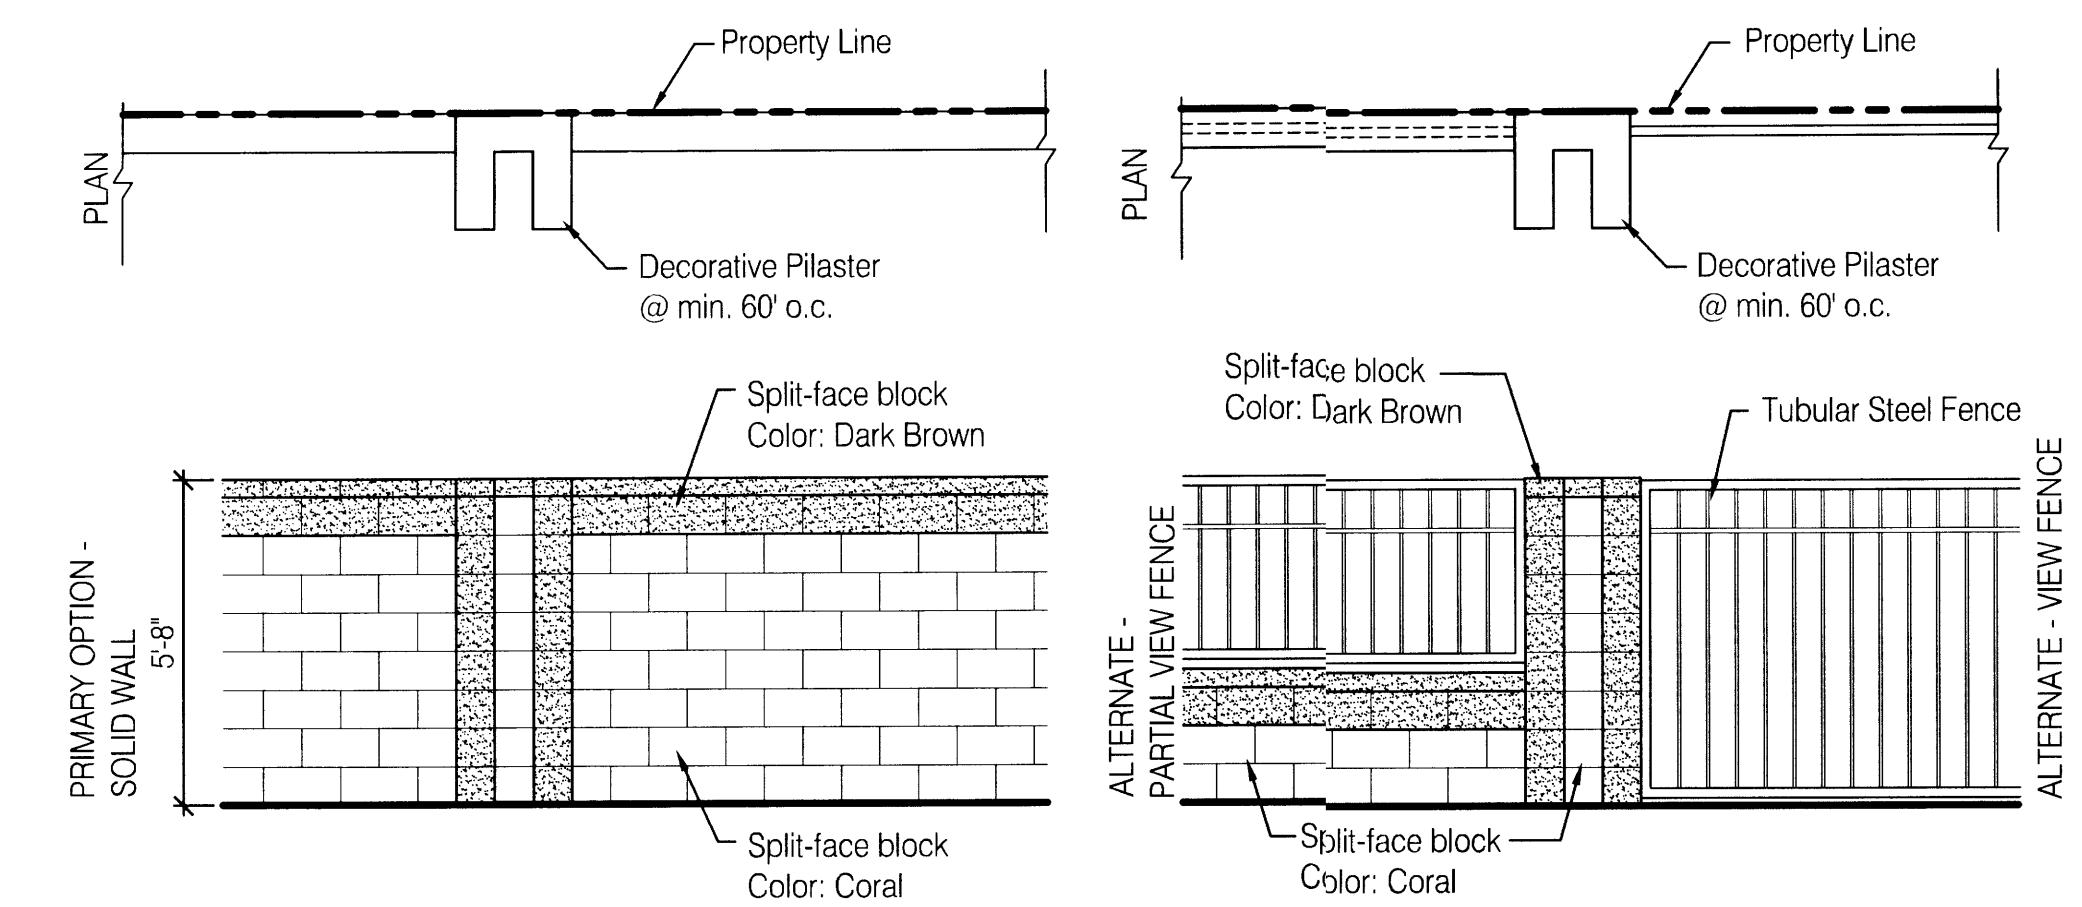 Property Line
PLAN
Decorative Pilaster
@ min. 60' o.c.
Split-face block
Color: Dark Brown
PRIMARY OPTION -
SOLID WALL
5'-8"
Split-face block
Color: Coral
Property Line
PLAN
Decorative Pilaster
@ min. 60' o.c.
Split-face block
Color: Dark Brown
Tubular Steel Fence
ALTERNATE -
PARTIAL VIEW FENCE
ALTERNATE - VIEW FENCE
Split-face block
Color: Coral